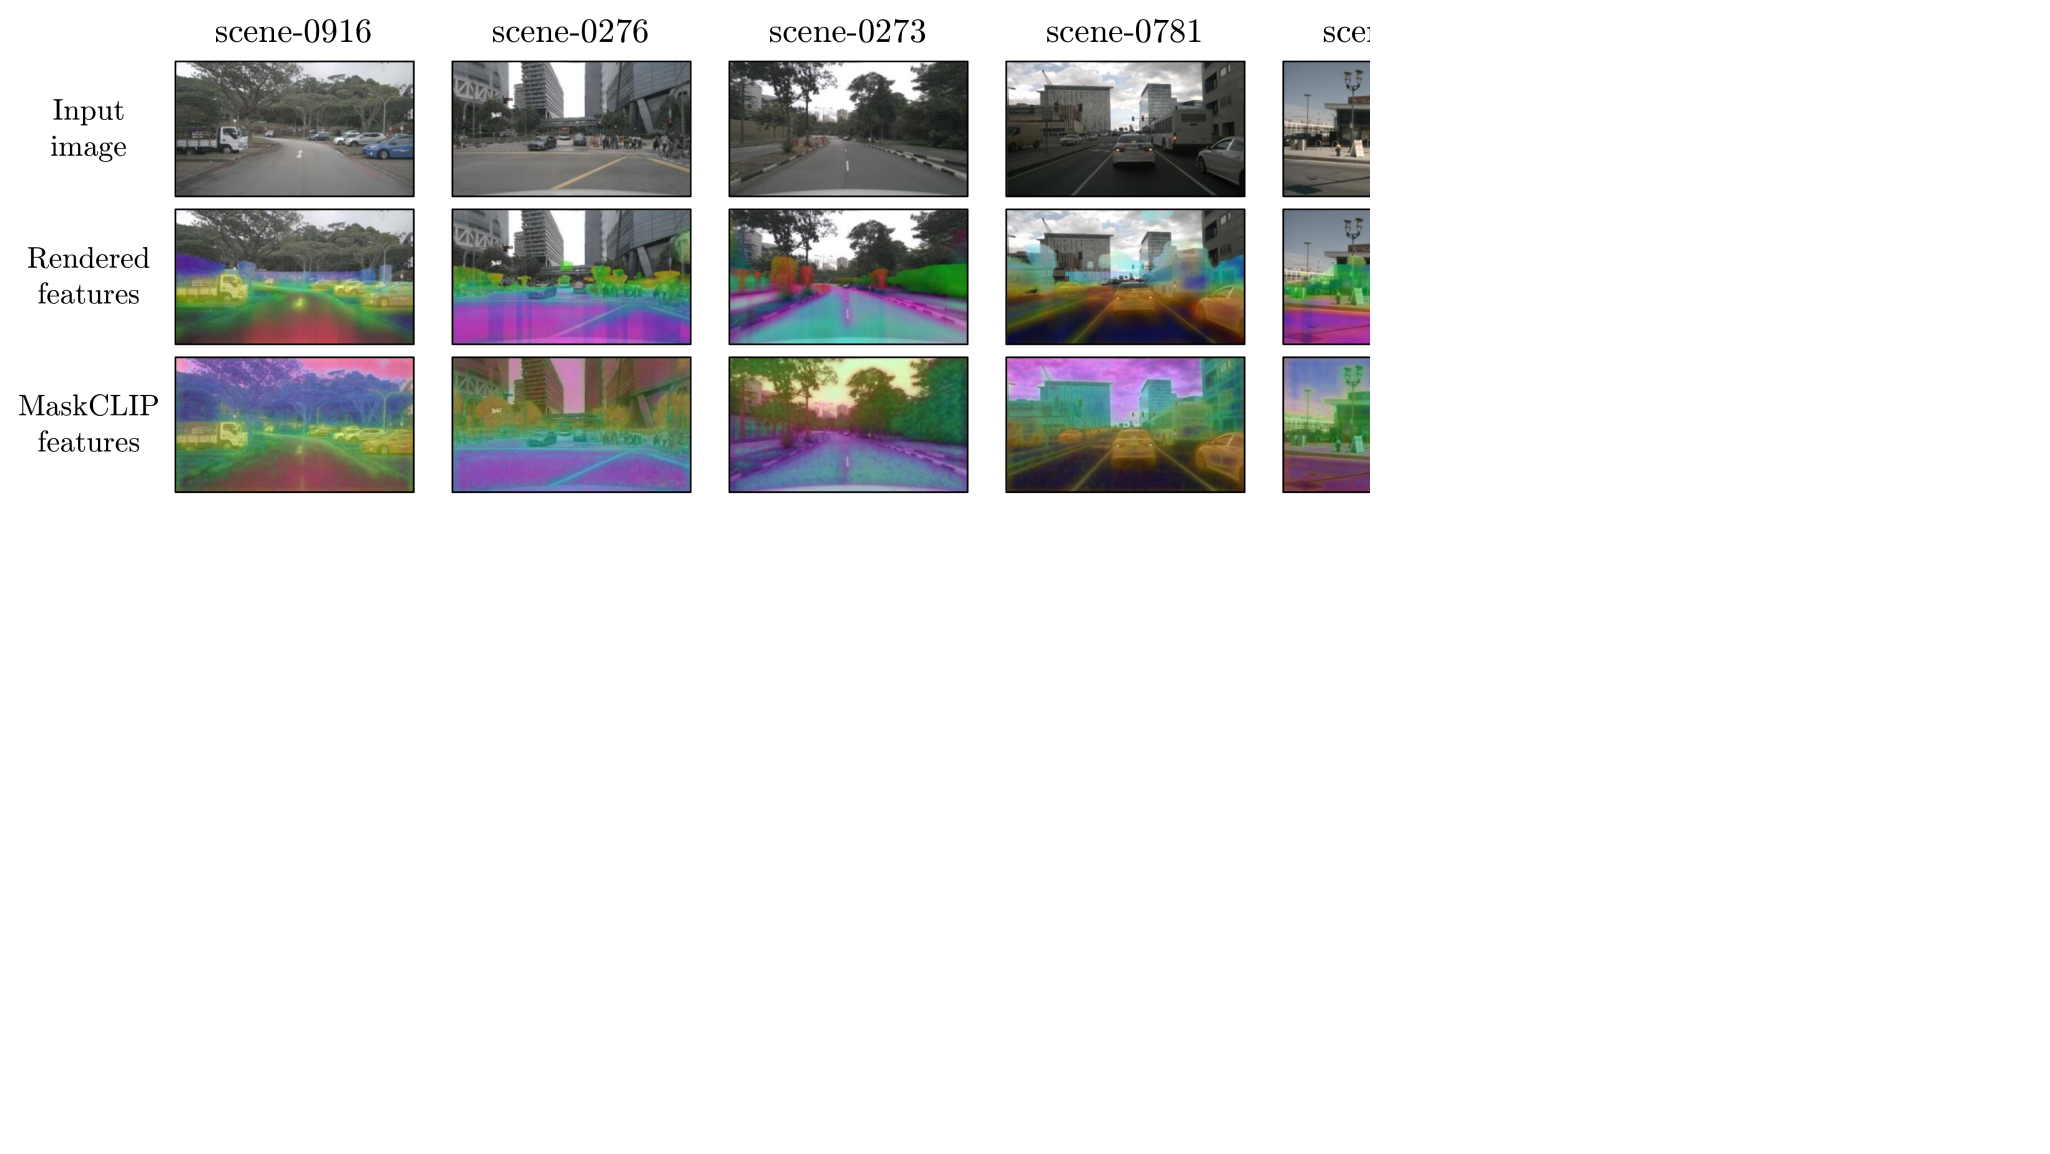 scene-0916 scene-0276 scene-0273 scene-0781
Input
image
Rendered
features
MaskCLIP
features